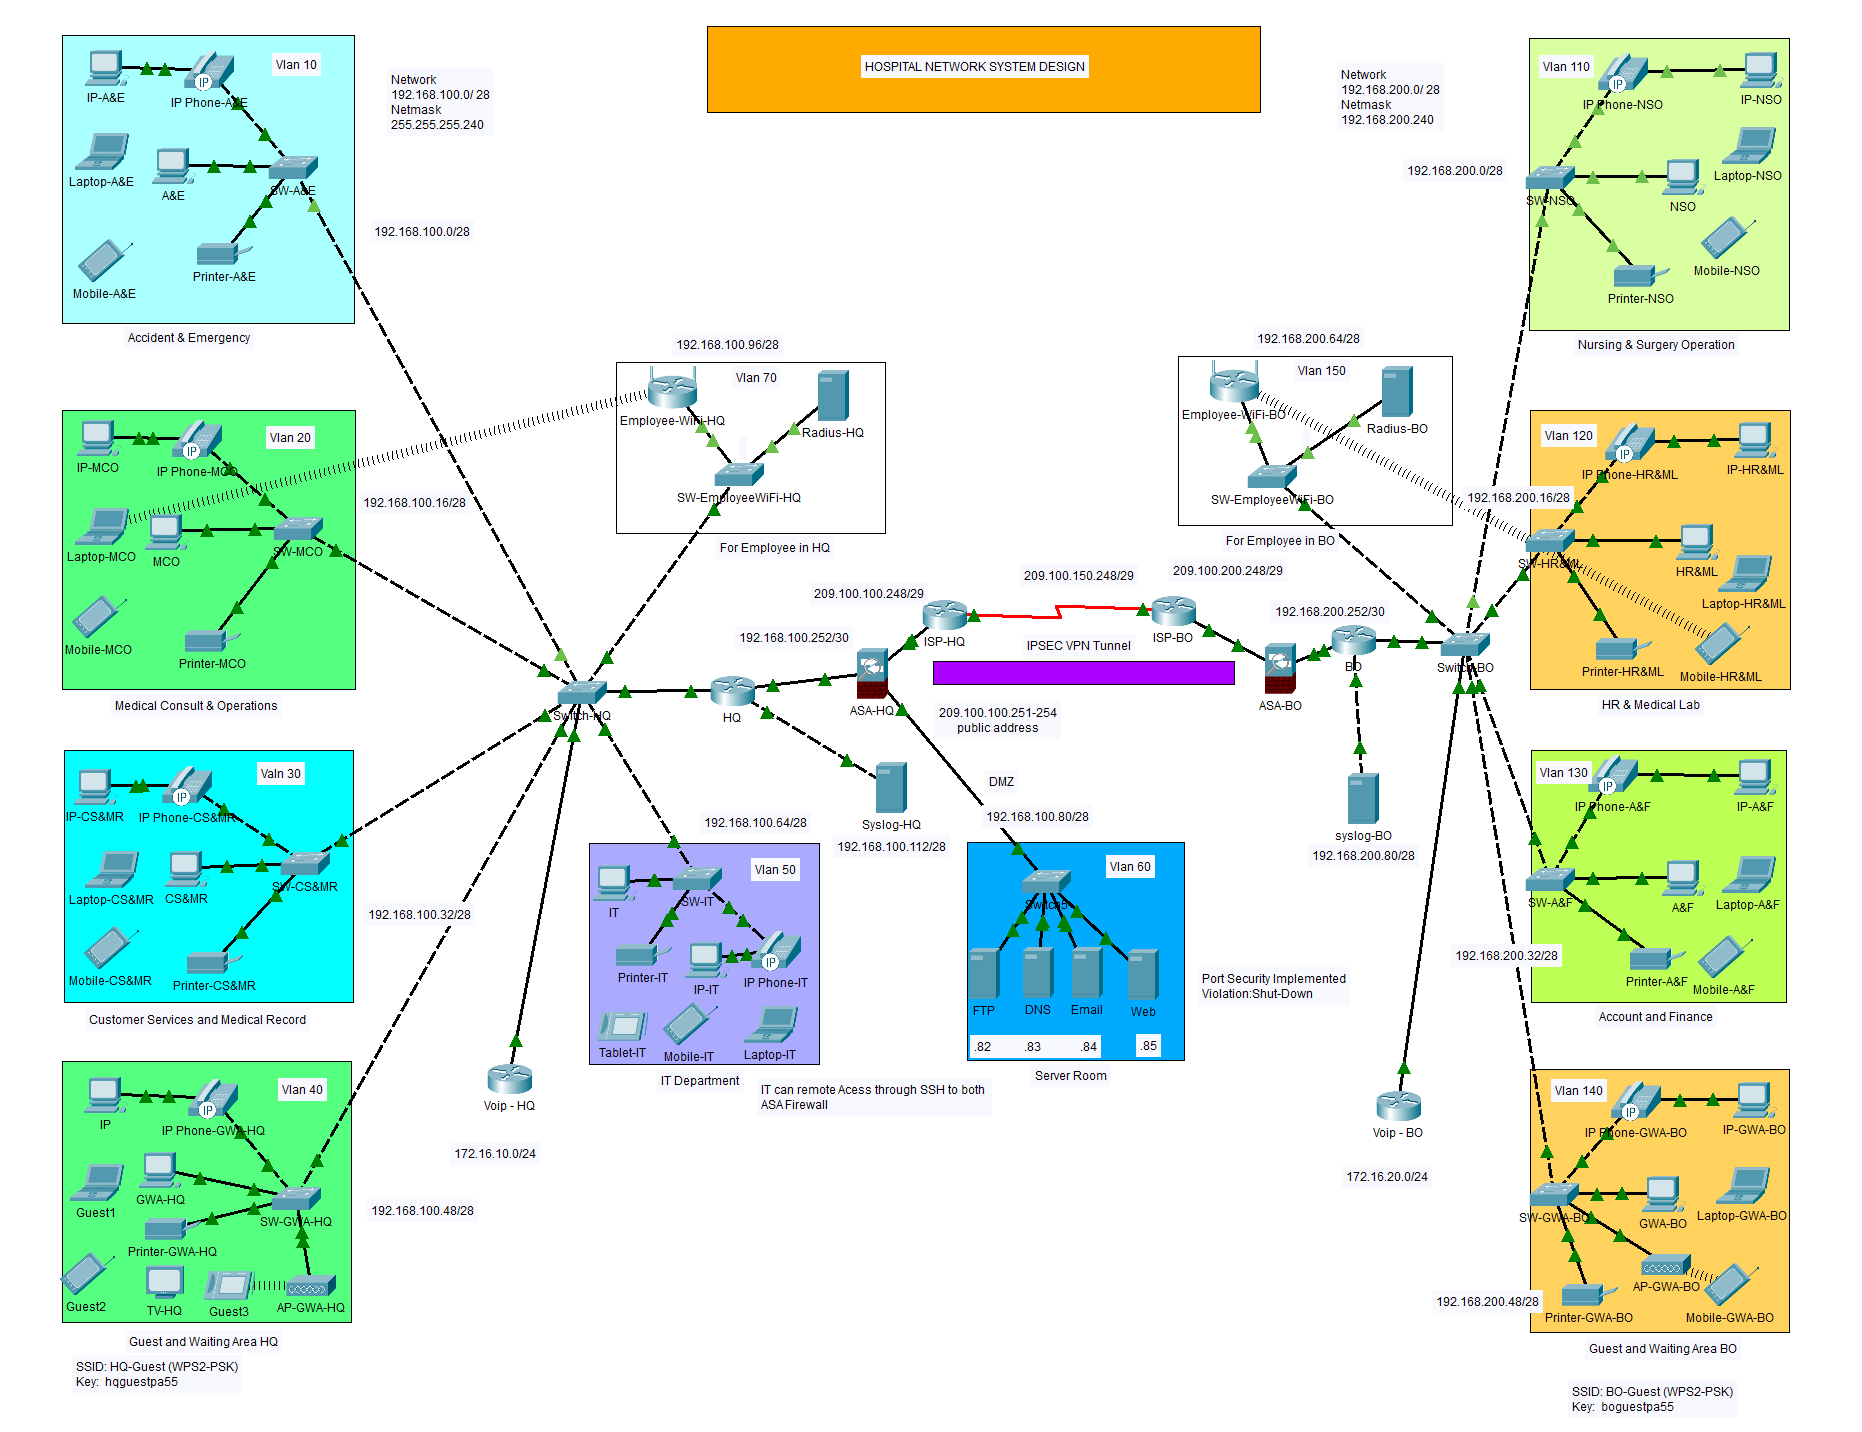 HOSPITAL NETWORK SYSTEM DESIGN
Vlan 10
IP-A&E
IP
IP Phone-A&E
Laptop-A&E
A&E
SW-A&E
Printer-A&E
Mobile-A&E
Accident & Emergency
Network
192.168.100.0/ 28
Netmask
255.255.255.240
192.168.100.0/28
Vlan 20
IP-MCO
IP
IP Phone-MCO
Laptop-MCO
MCO
SW-MCO
Mobile-MCO
Printer-MCO
Medical Consult & Operations
192.168.100.16/28
Valn 30
IP-CS&MR
IP
IP Phone-CS&MR
Laptop-CS&MR
CS&MR
SW-CS&MR
Mobile-CS&MR
Printer-CS&MR
Customer Services and Medical Record
192.168.100.32/28
Vlan 40
IP
IP
IP Phone-GWA-HQ
Guest1
GWA-HQ
SW-GWA-HQ
Printer-GWA-HQ
Guest2
TV-HQ
Guest3
AP-GWA-HQ
Guest and Waiting Area HQ
SSID: HQ-Guest (WPS2-PSK)
Key:  hqguestpa55
192.168.100.48/28
192.168.100.96/28
Vlan 70
Employee-WiFi-HQ
Radius-HQ
SW-EmployeeWiFi-HQ
For Employee in HQ
Switch-HQ
HQ
192.168.100.252/30
ASA-HQ
209.100.100.248/29
ISP-HQ
209.100.150.248/29
IPSEC VPN Tunnel
209.100.100.251-254
public address
Syslog-HQ
192.168.100.112/28
192.168.100.64/28
Vlan 50
IT
SW-IT
Printer-IT
IP-IT
IP
IP Phone-IT
Tablet-IT
Mobile-IT
Laptop-IT
IT Department
IT can remote Acess through SSH to both
ASA Firewall
Voip - HQ
172.16.10.0/24
DMZ
192.168.100.80/28
Vlan 60
Switch5
FTP
DNS
Email
Web
.82
.83
.84
.85
Server Room
Port Security Implemented
Violation:Shut-Down
192.168.200.64/28
Vlan 150
Employee-WiFi-BO
Radius-BO
SW-EmployeeWiFi-BO
For Employee in BO
209.100.200.248/29
ISP-BO
ASA-BO
192.168.200.252/30
BO
Switch-BO
syslog-BO
192.168.200.80/28
Voip - BO
172.16.20.0/24
Network
192.168.200.0/ 28
Netmask
192.168.200.240
192.168.200.0/28
Vlan 110
IP
IP Phone-NSO
IP-NSO
Laptop-NSO
SW-NSO
NSO
Mobile-NSO
Printer-NSO
Nursing & Surgery Operation
Vlan 120
IP
IP Phone-HR&ML
IP-HR&ML
192.168.200.16/28
SW-HR&ML
HR&ML
Laptop-HR&ML
Printer-HR&ML
Mobile-HR&ML
HR & Medical Lab
Vlan 130
IP
IP Phone-A&F
IP-A&F
SW-A&F
A&F
Laptop-A&F
192.168.200.32/28
Printer-A&F
Mobile-A&F
Account and Finance
Vlan 140
IP
IP Phone-GWA-BO
IP-GWA-BO
SW-GWA-BO
GWA-BO
Laptop-GWA-BO
AP-GWA-BO
192.168.200.48/28
Printer-GWA-BO
Mobile-GWA-BO
Guest and Waiting Area BO
SSID: BO-Guest (WPS2-PSK)
Key:  boguestpa55